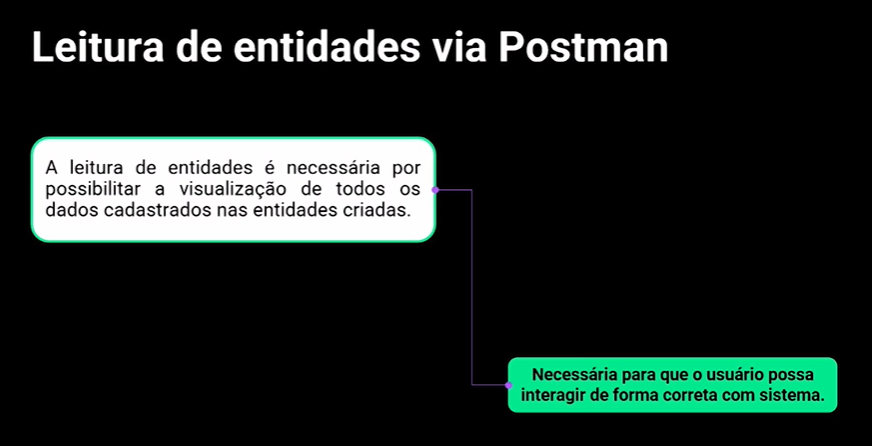 Leitura de entidades via Postman
A leitura de entidades é necessária por
possibilitar a visualização de todos os
dados cadastrados nas entidades criadas.
Necessária para que o usuário possa
interagir de forma correta com sistema.